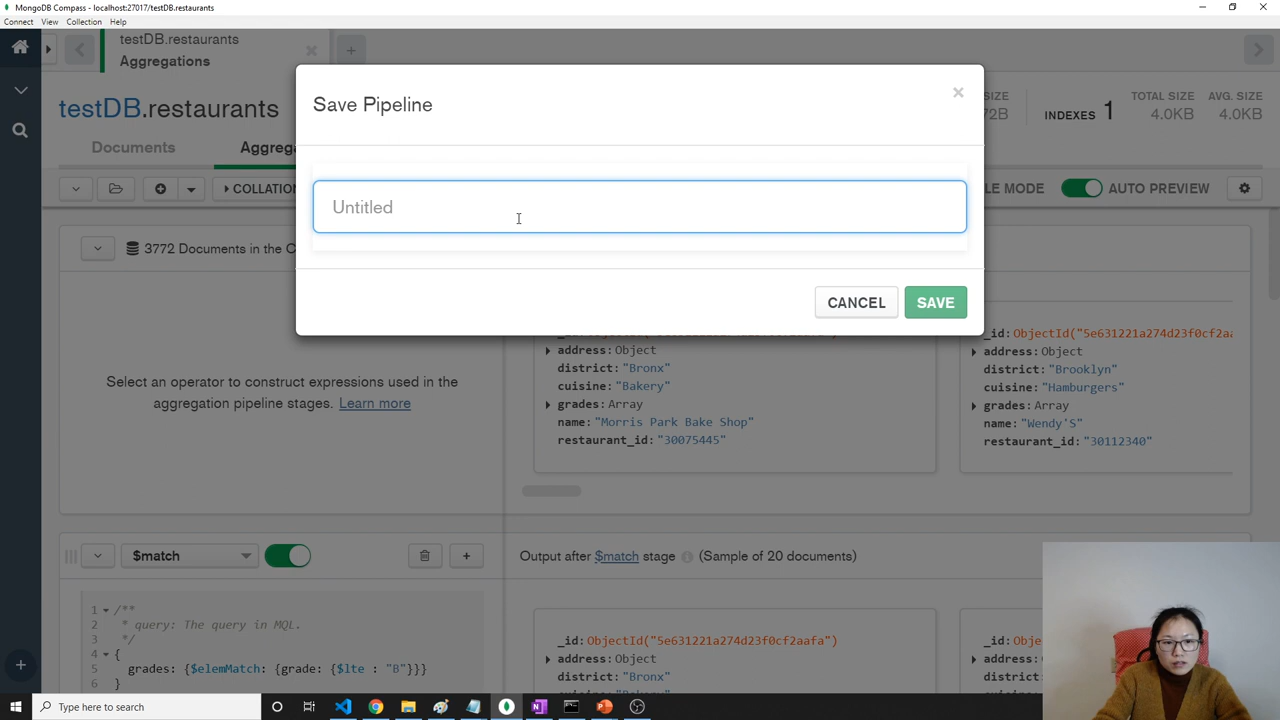 MongoDB Compass - localhost:27017/testDB.restaurants
Connect View Collection Help
testDB.restaurants
Aggregations
testDB.restaurants
SIZE
INDEXES 1
TOTAL SIZE
4.0KB
AVG. SIZE
4.0KB
Documents
COLLATION
LE MODE
AUTO PREVIEW
Save Pipeline
×
Untitled
CANCEL
SAVE
3772 Documents in the C
Select an operator to construct expressions used in the
aggregation pipeline stages. Learn more
address: Object
district: "Bronx"
cuisine: "Bakery"
grades: Array
name: "Morris Park Bake Shop"
restaurant_id: "30075445"
_id: ObjectId("5e631221a274d23f0cf2aa
address: Object
district: "Brooklyn"
cuisine: "Hamburgers"
grades: Array
name: "Wendy'S"
restaurant_id: "30112340"
$match
Output after $match stage (Sample of 20 documents)
1 /**
2 * query: The query in MQL.
3 */
4 {
5 grades: {$elemMatch: {grade: {$lte : "B"}}}
6 }
_id: ObjectId("5e631221a274d23f0cf2aafa")
address: Object
district: "Bronx"
_id: Obje
address: Object
Type here to search